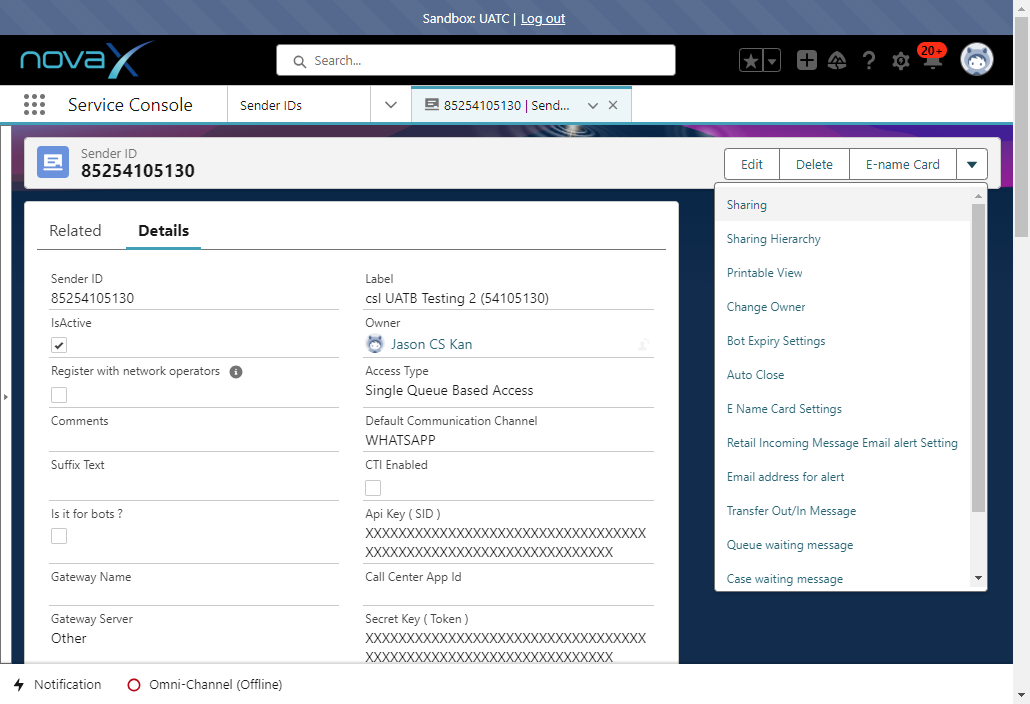 Sandbox: UATC | Log out
novaX
Search...
20+
Service Console
Sender IDs
85254105130 | Send...
Sender ID
85254105130
Edit
Delete
E-name Card
Sharing
Sharing Hierarchy
Printable View
Change Owner
Bot Expiry Settings
Auto Close
E Name Card Settings
Retail Incoming Message Email alert Setting
Email address for alert
Transfer Out/In Message
Queue waiting message
Case waiting message
Related
Details
Sender ID
85254105130
Label
csl UATB Testing 2 (54105130)
IsActive
Owner
Jason CS Kan
Register with network operators
Access Type
Single Queue Based Access
Comments
Default Communication Channel
WHATSAPP
Suffix Text
CTI Enabled
Is it for bots ?
Api Key ( SID )
XXXXXXXXXXXXXXXXXXXXXXXXXXXXXXXXXX
XXXXXXXXXXXXXXXXXXXXXXXXXXXXXX
Gateway Name
Call Center App Id
Gateway Server
Other
Secret Key ( Token )
XXXXXXXXXXXXXXXXXXXXXXXXXXXXXXXXXX
XXXXXXXXXXXXXXXXXXXXXXXXXXXXXX
Notification
Omni-Channel (Offline)